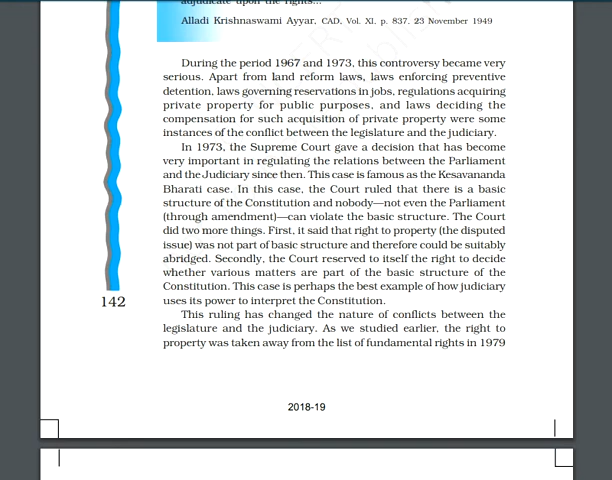 adjudicate upon the rights...
Alladi Krishnaswami Ayyar, CAD, Vol. XI, p. 837, 23 November 1949
During the period 1967 and 1973, this controversy became very
serious. Apart from land reform laws, laws enforcing preventive
detention, laws governing reservations in jobs, regulations acquiring
private property for public purposes, and laws deciding the
compensation for such acquisition of private property were some
instances of the conflict between the legislature and the judiciary.
In 1973, the Supreme Court gave a decision that has become
very important in regulating the relations between the Parliament
and the Judiciary since then. This case is famous as the Kesavananda
Bharati case. In this case, the Court ruled that there is a basic
structure of the Constitution and nobody—not even the Parliament
(through amendment)—can violate the basic structure. The Court
did two more things. First, it said that right to property (the disputed
issue) was not part of basic structure and therefore could be suitably
abridged. Secondly, the Court reserved to itself the right to decide
whether various matters are part of the basic structure of the
Constitution. This case is perhaps the best example of how judiciary
uses its power to interpret the Constitution.
142
This ruling has changed the nature of conflicts between the
legislature and the judiciary. As we studied earlier, the right to
property was taken away from the list of fundamental rights in 1979
2018-19